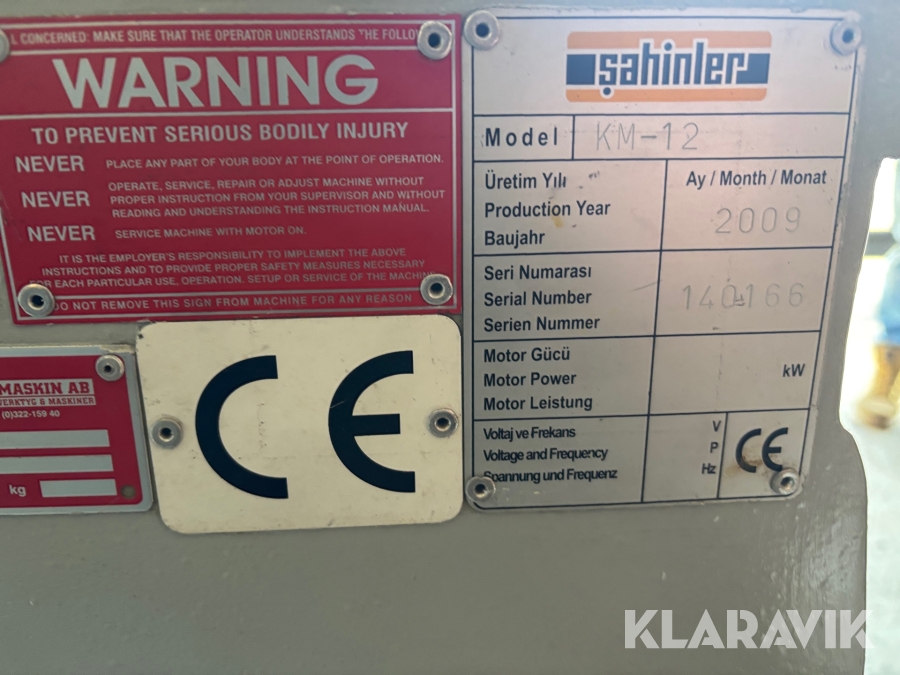 L CONCERNED: MAKE SURE THAT THE OPERATOR UNDERSTANDS THE FOLLO
WARNING
TO PREVENT SERIOUS BODILY INJURY
NEVER PLACE ANY PART OF YOUR BODY AT THE POINT OF OPERATION.
NEVER OPERATE, SERVICE, REPAIR OR ADJUST MACHINE WITHOUT
PROPER INSTRUCTION FROM YOUR SUPERVISOR AND WITHOUT
READING AND UNDERSTANDING THE INSTRUCTION MANUAL.
NEVER SERVICE MACHINE WITH MOTOR ON.
IT IS THE EMPLOYER'S RESPONSIBILITY TO IMPLEMENT THE ABOVE
INSTRUCTIONS AND TO PROVIDE PROPER SAFETY MEASURES NECESSARY
OR EACH PARTICULAR USE, OPERATION. SETUP OR SERVICE OF THE MACHIN
DO NOT REMOVE THIS SIGN FROM MACHINE FOR ANY REASON
MASKIN AB
VERKTYG & MASKINER
(0)322-159 40
kg
CE
şahinler
Model KM-12
Üretim Yılı Ay / Month / Monat
Production Year 2009
Baujahr
Seri Numarası
Serial Number
Serien Nummer
Motor Gücü kW
Motor Power
Motor Leistung
Voltaj ve Frekans V
Voltage and Frequency P
Spannung und Frequenz Hz
CE
KLARAVIK